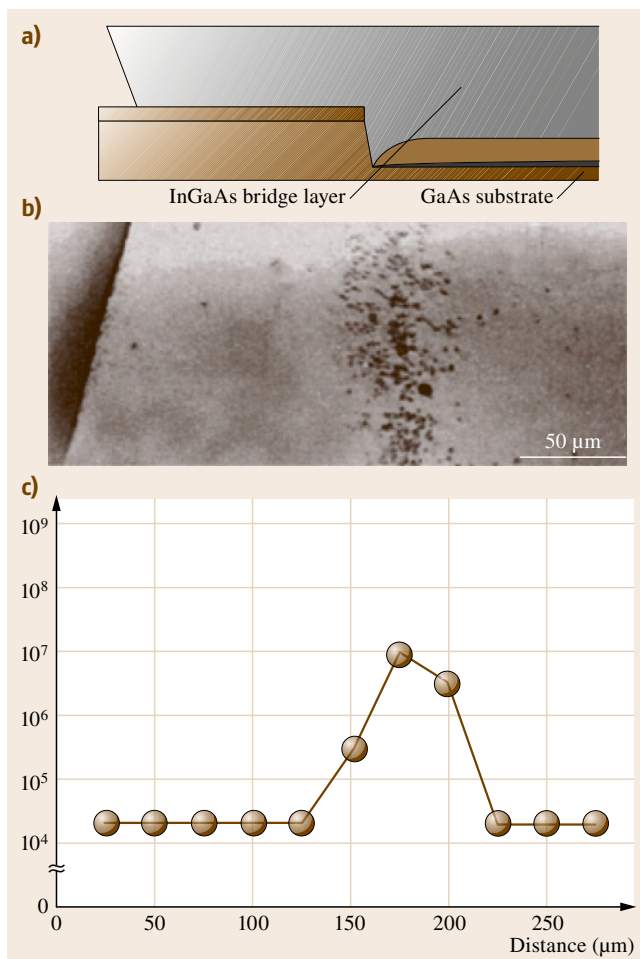 a)
InGaAs bridge layer
GaAs substrate
b)
50 µm
c)
10⁹
10⁸
10⁷
10⁶
10⁵
10⁴
0
0 50 100 150 200 250
Distance (µm)